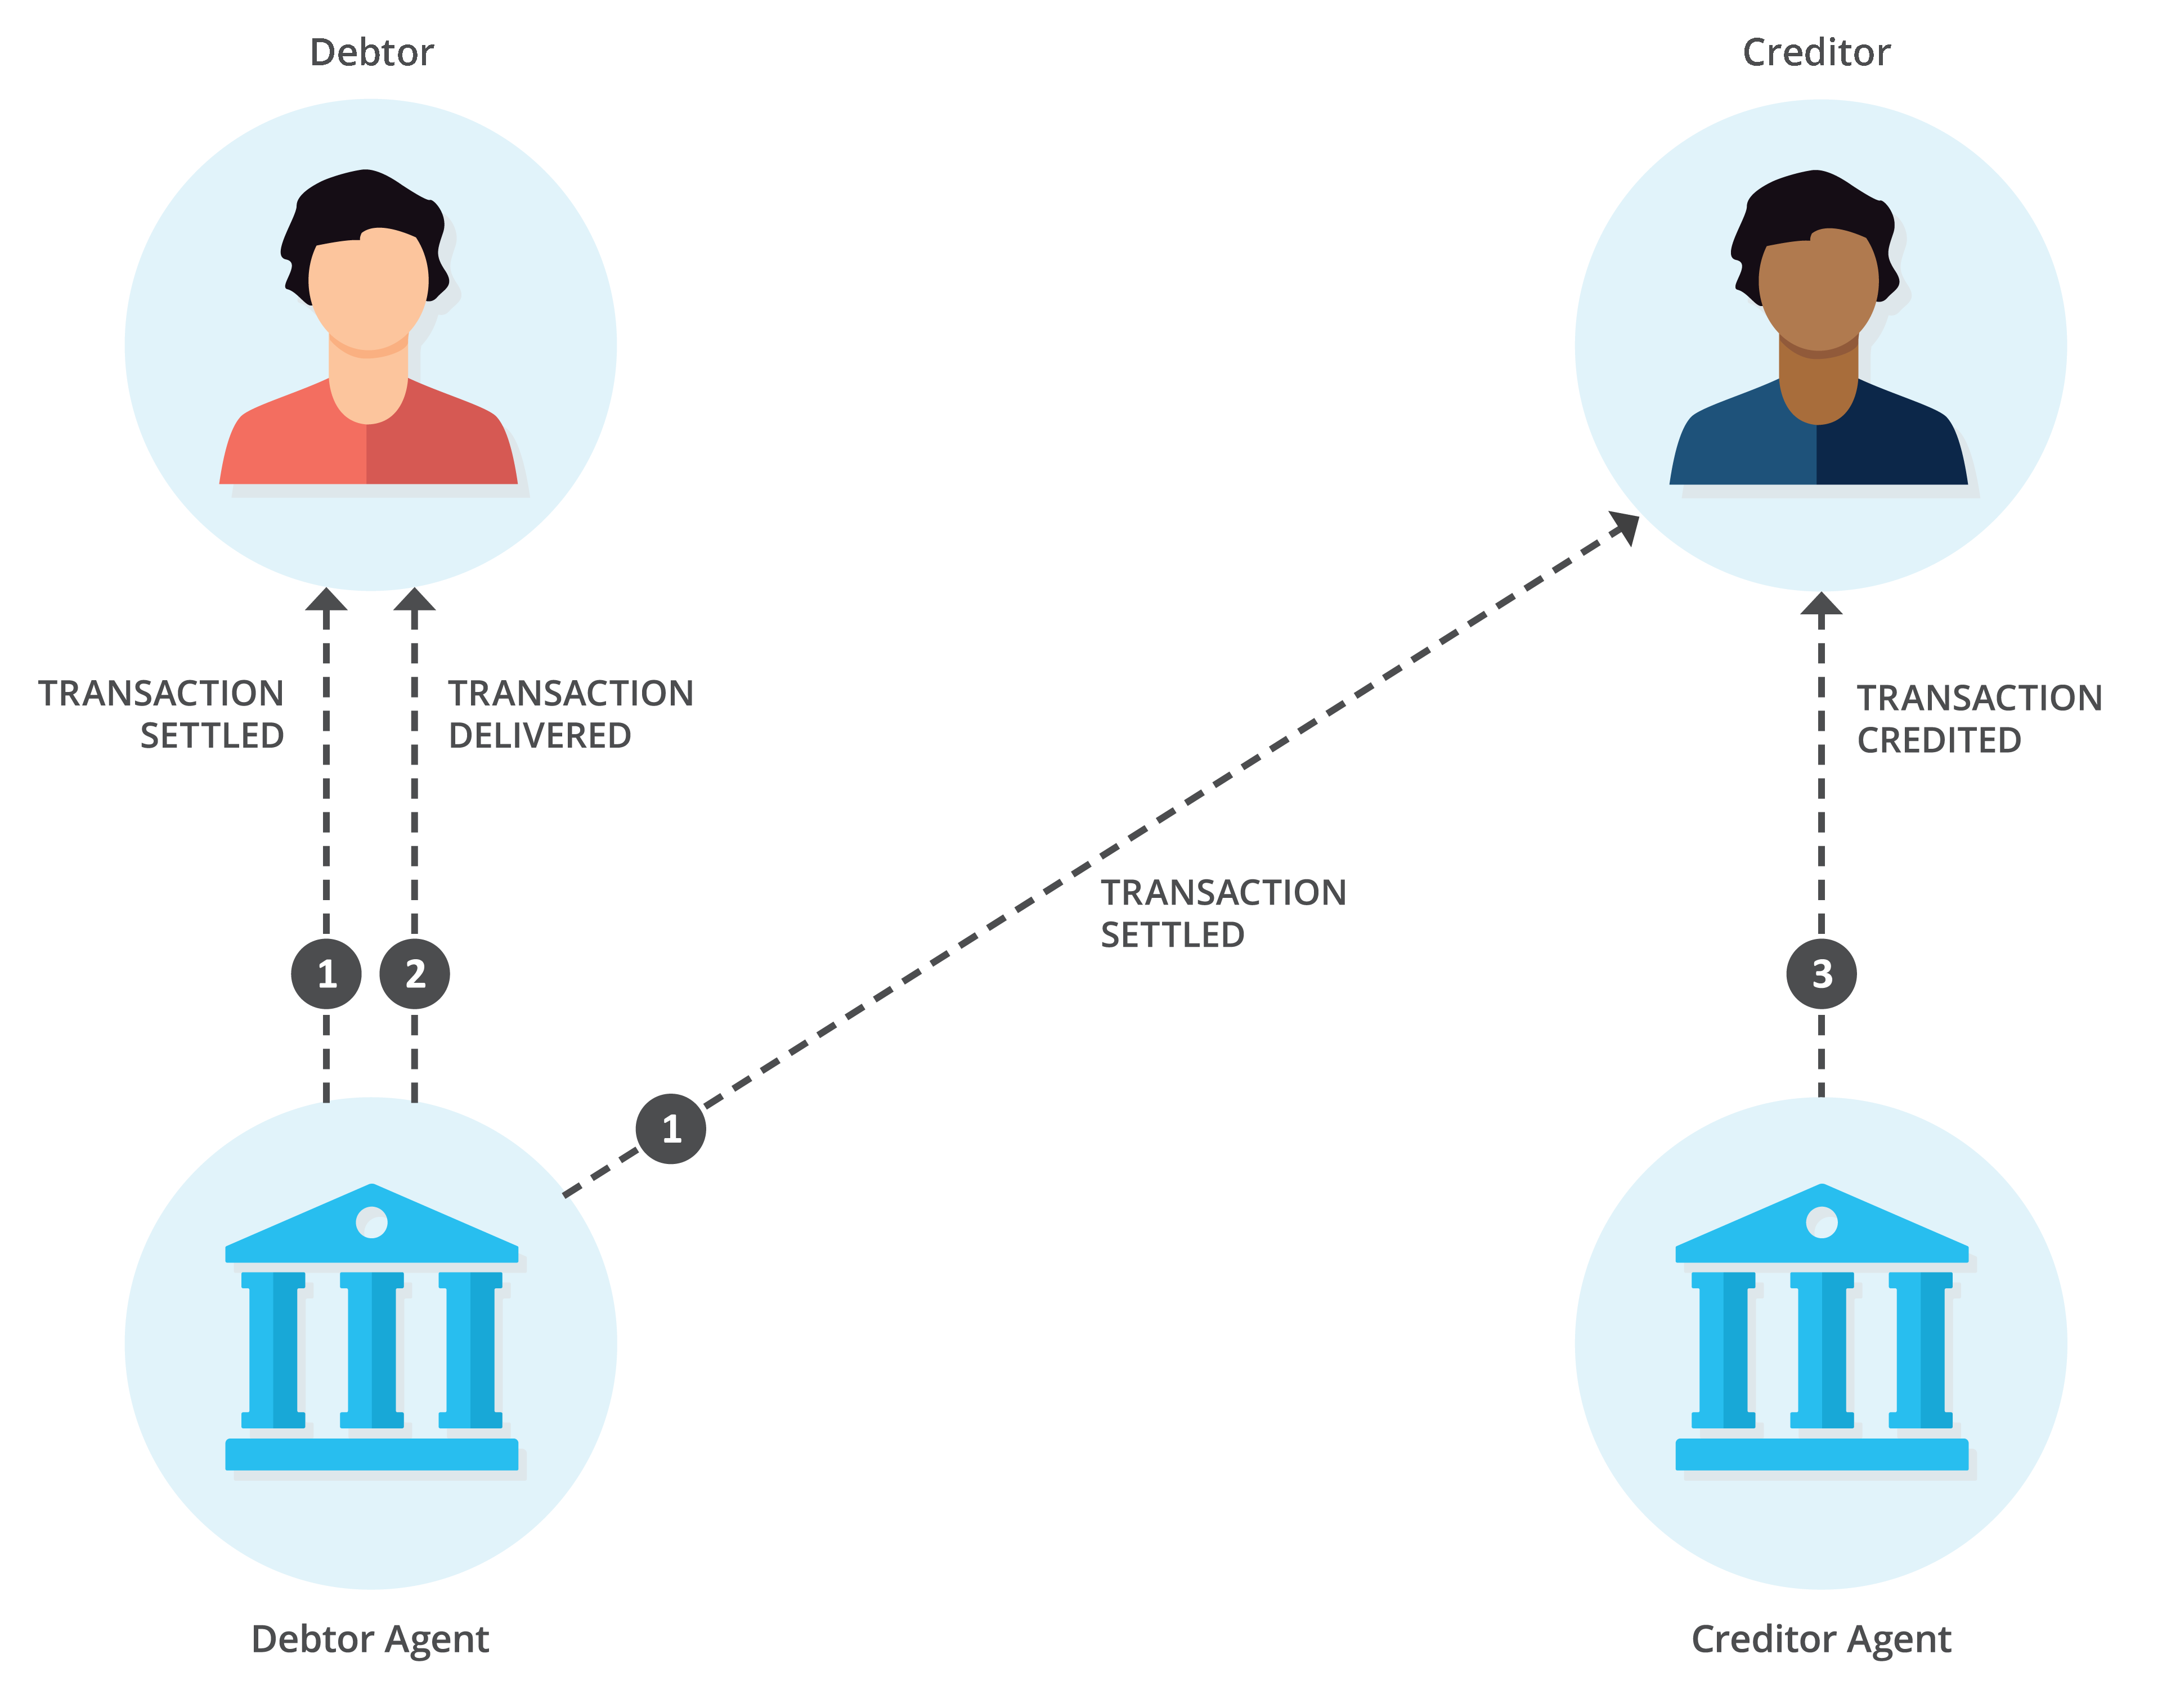 Debtor
Creditor
TRANSACTION
SETTLED
TRANSACTION
DELIVERED
TRANSACTION
CREDITED
TRANSACTION
SETTLED
1
2
3
1
Debtor Agent
Creditor Agent